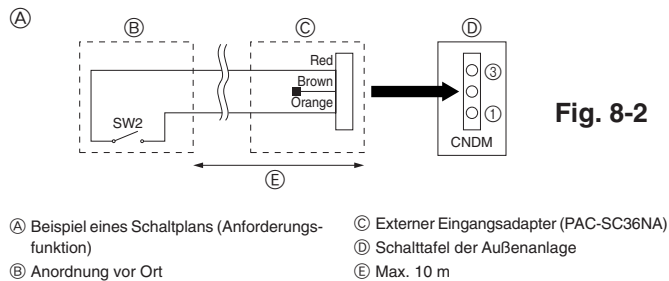 Ⓐ
Ⓑ Ⓒ Ⓓ
Red
Brown
Orange
SW2
③
①
CNDM
Fig. 8-2
Ⓔ
Ⓐ Beispiel eines Schaltplans (Anforderungs-
funktion)
Ⓑ Anordnung vor Ort
Ⓒ Externer Eingangsadapter (PAC-SC36NA)
Ⓓ Schalttafel der Außenanlage
Ⓔ Max. 10 m